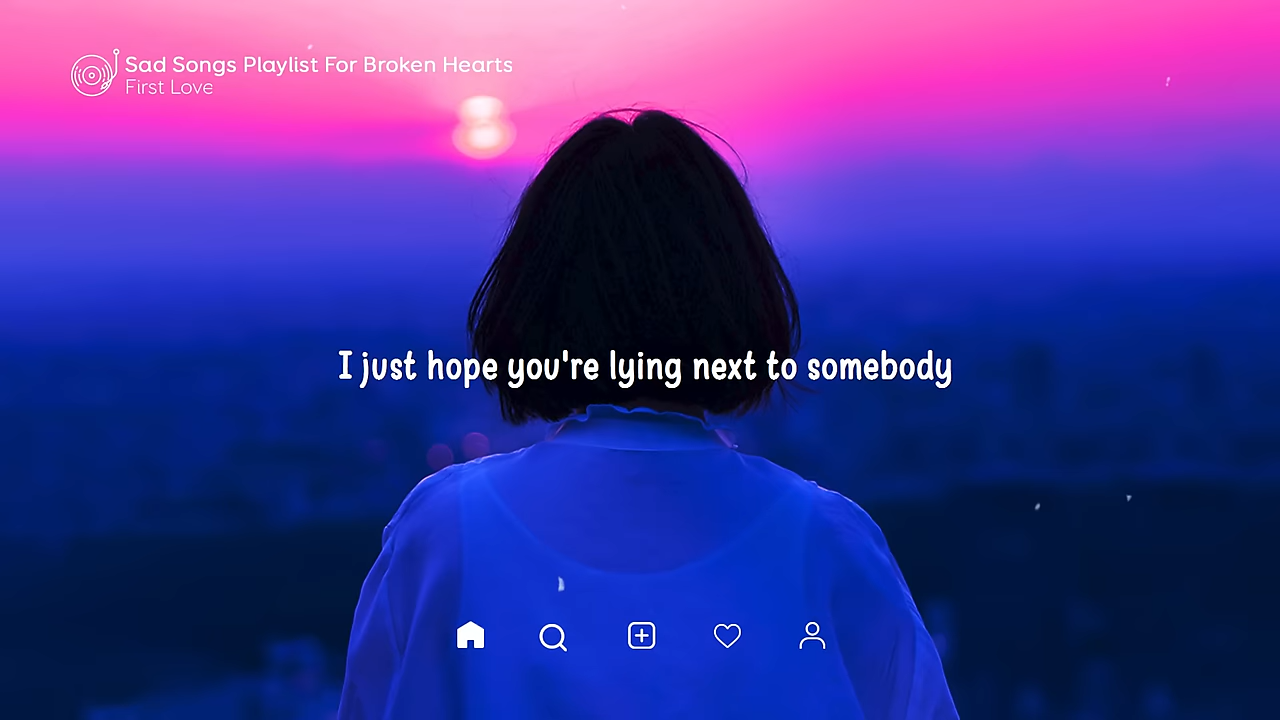 Sad Songs Playlist For Broken Hearts
First Love
I just hope you're lying next to somebody